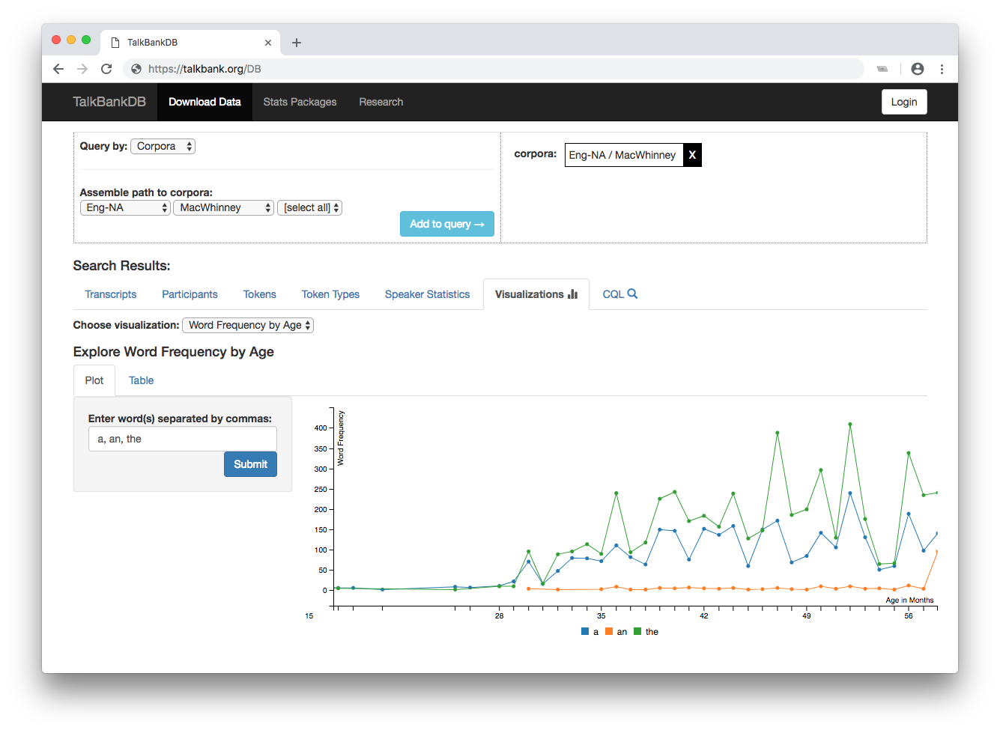 TalkBankDB
https://talkbank.org/DB
TalkBankDB Download Data Stats Packages Research Login
Query by: Corpora
corpora: Eng-NA / MacWhinney X
Assemble path to corpora:
Eng-NA MacWhinney [select all]
Add to query →
Search Results:
Transcripts Participants Tokens Token Types Speaker Statistics Visualizations CQL
Choose visualization: Word Frequency by Age
Explore Word Frequency by Age
Plot Table
Enter word(s) separated by commas:
a, an, the
Submit
Word Frequency
400
350
300
250
200
150
100
50
0
Age in Months
15 28 35 42 49 56
a an the